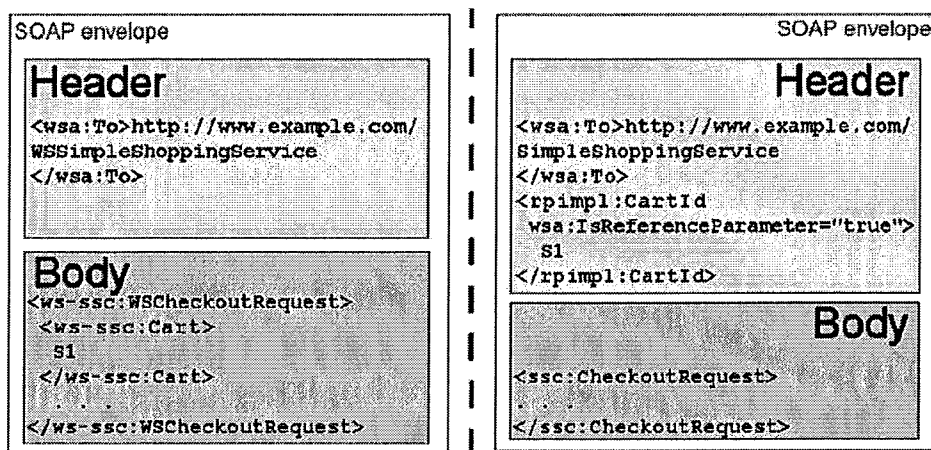 SOAP envelope
Header
<wsa:To>http://www.example.com/
WSSimpleShoppingService
</wsa:To>
Body
<ws-ssc:WSCheckoutRequest>
<ws-ssc:Cart>
S1
</ws-ssc:Cart>
. . .
</ws-ssc:WSCheckoutRequest>
SOAP envelope
Header
<wsa:To>http://www.example.com/
SimpleShoppingService
</wsa:To>
<rpimpl:CartId
wsa:IsReferenceParameter="true">
S1
</rpimpl:CartId>
Body
<ssc:CheckoutRequest>
. . .
</ssc:CheckoutRequest>